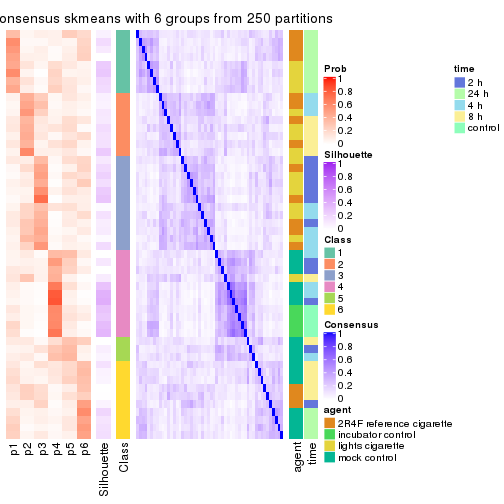 onsensus skmeans with 6 groups from 250 partitions
Prob
1
0.8
0.6
0.4
0.2
0
Silhouette
1
0.8
0.6
0.4
0.2
0
Class
1
2
3
4
5
6
Consensus
1
0.8
0.6
0.4
0.2
0
agent
2R4F reference cigarette
incubator control
lights cigarette
mock control
time
2 h
24 h
4 h
8 h
control
p1
p2
p3
p4
p5
p6
Silhouette
Class
agent
time